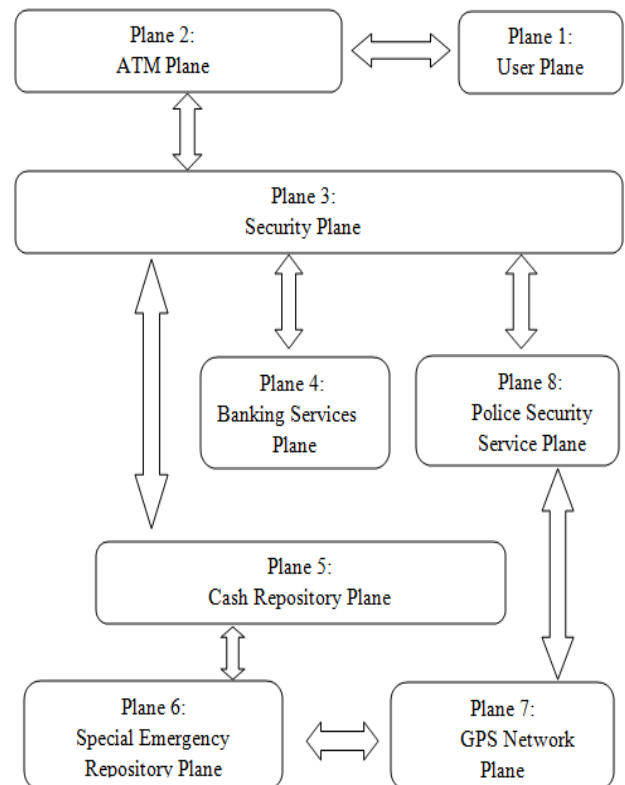 Plane 2:
ATM Plane
Plane 1:
User Plane
Plane 3:
Security Plane
Plane 4:
Banking Services
Plane
Plane 8:
Police Security
Service Plane
Plane 5:
Cash Repository Plane
Plane 6:
Special Emergency
Repository Plane
Plane 7:
GPS Network
Plane